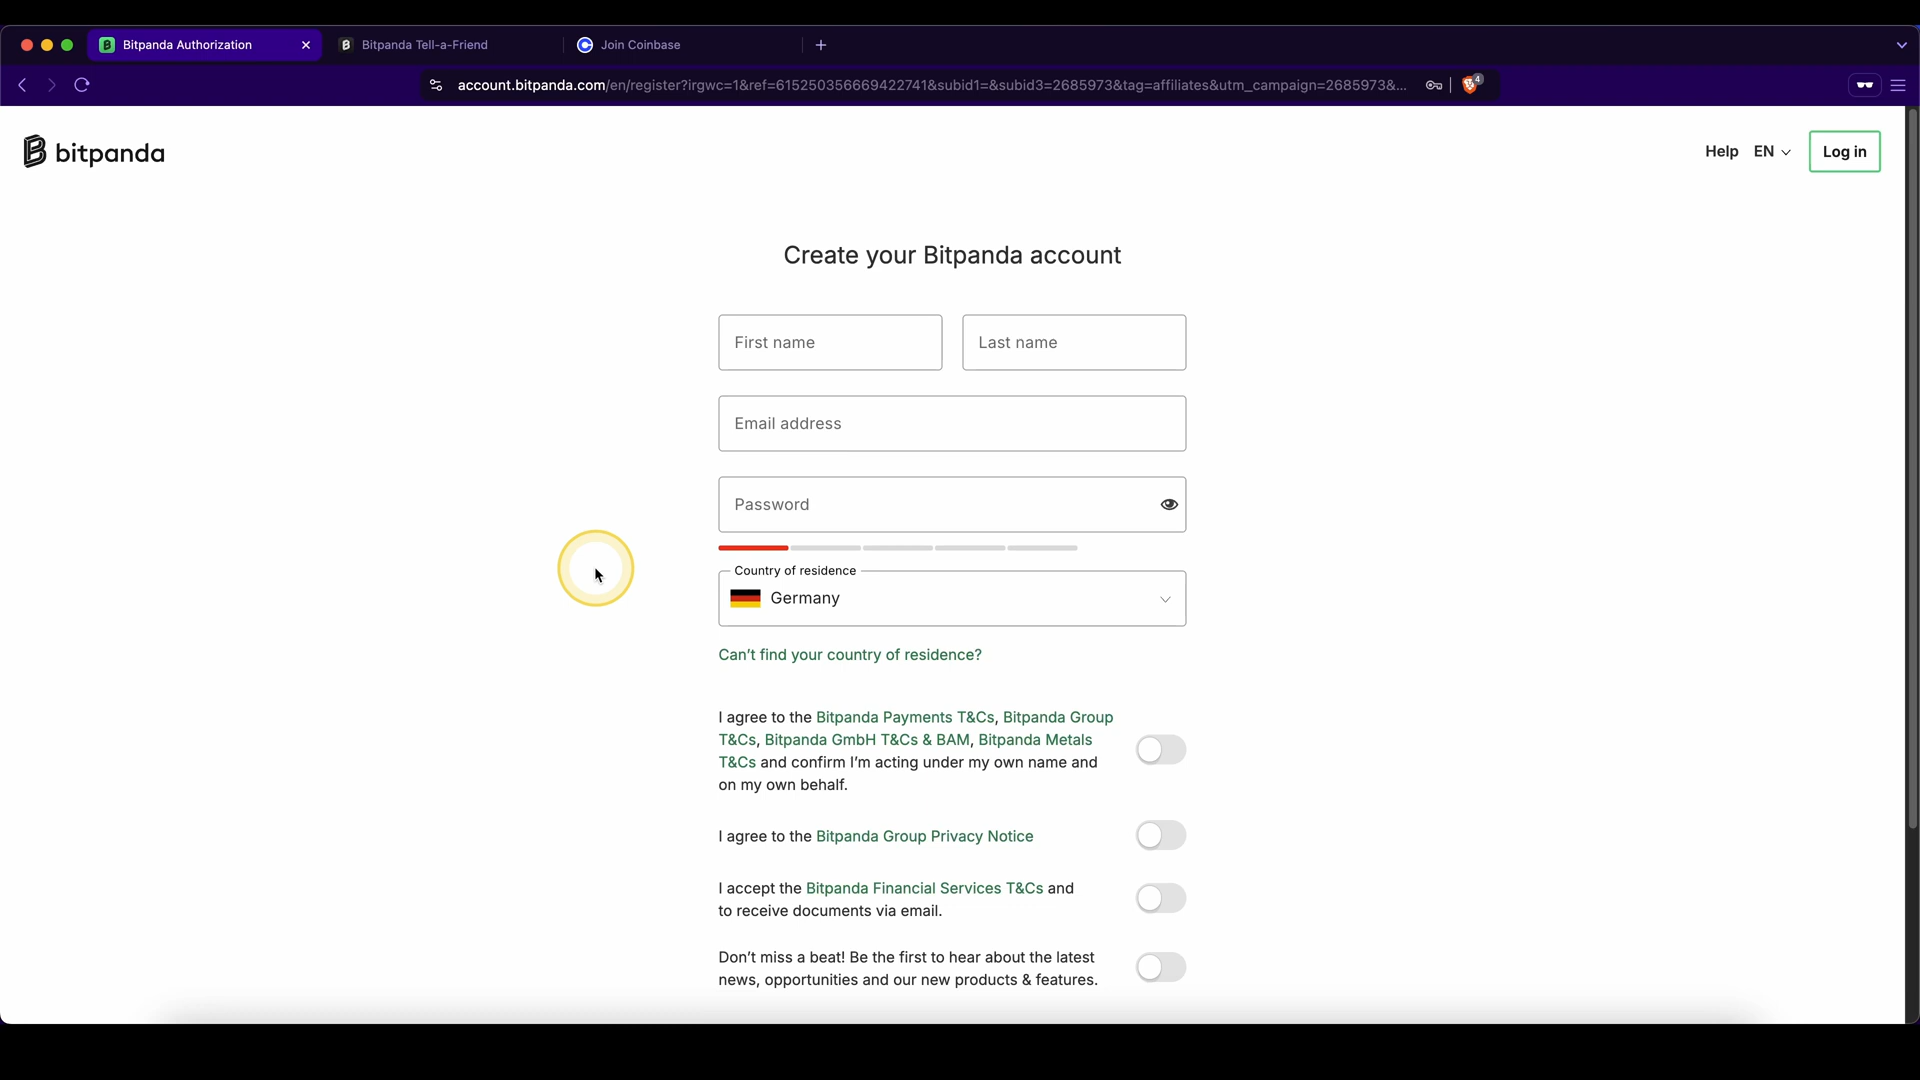 Bitpanda Authorization
Bitpanda Tell-a-Friend
Join Coinbase
account.bitpanda.com/en/register?irgwc=1&ref=615250356669422741&subid1=&subid3=2685973&tag=affiliates&utm_campaign=2685973&...
4
bitpanda
Help EN
Log in
Create your Bitpanda account
First name
Last name
Email address
Password
Country of residence
Germany
Can't find your country of residence?
I agree to the Bitpanda Payments T&Cs, Bitpanda Group
T&Cs, Bitpanda GmbH T&Cs & BAM, Bitpanda Metals
T&Cs and confirm I'm acting under my own name and
on my own behalf.
I agree to the Bitpanda Group Privacy Notice
I accept the Bitpanda Financial Services T&Cs and
to receive documents via email.
Don't miss a beat! Be the first to hear about the latest
news, opportunities and our new products & features.